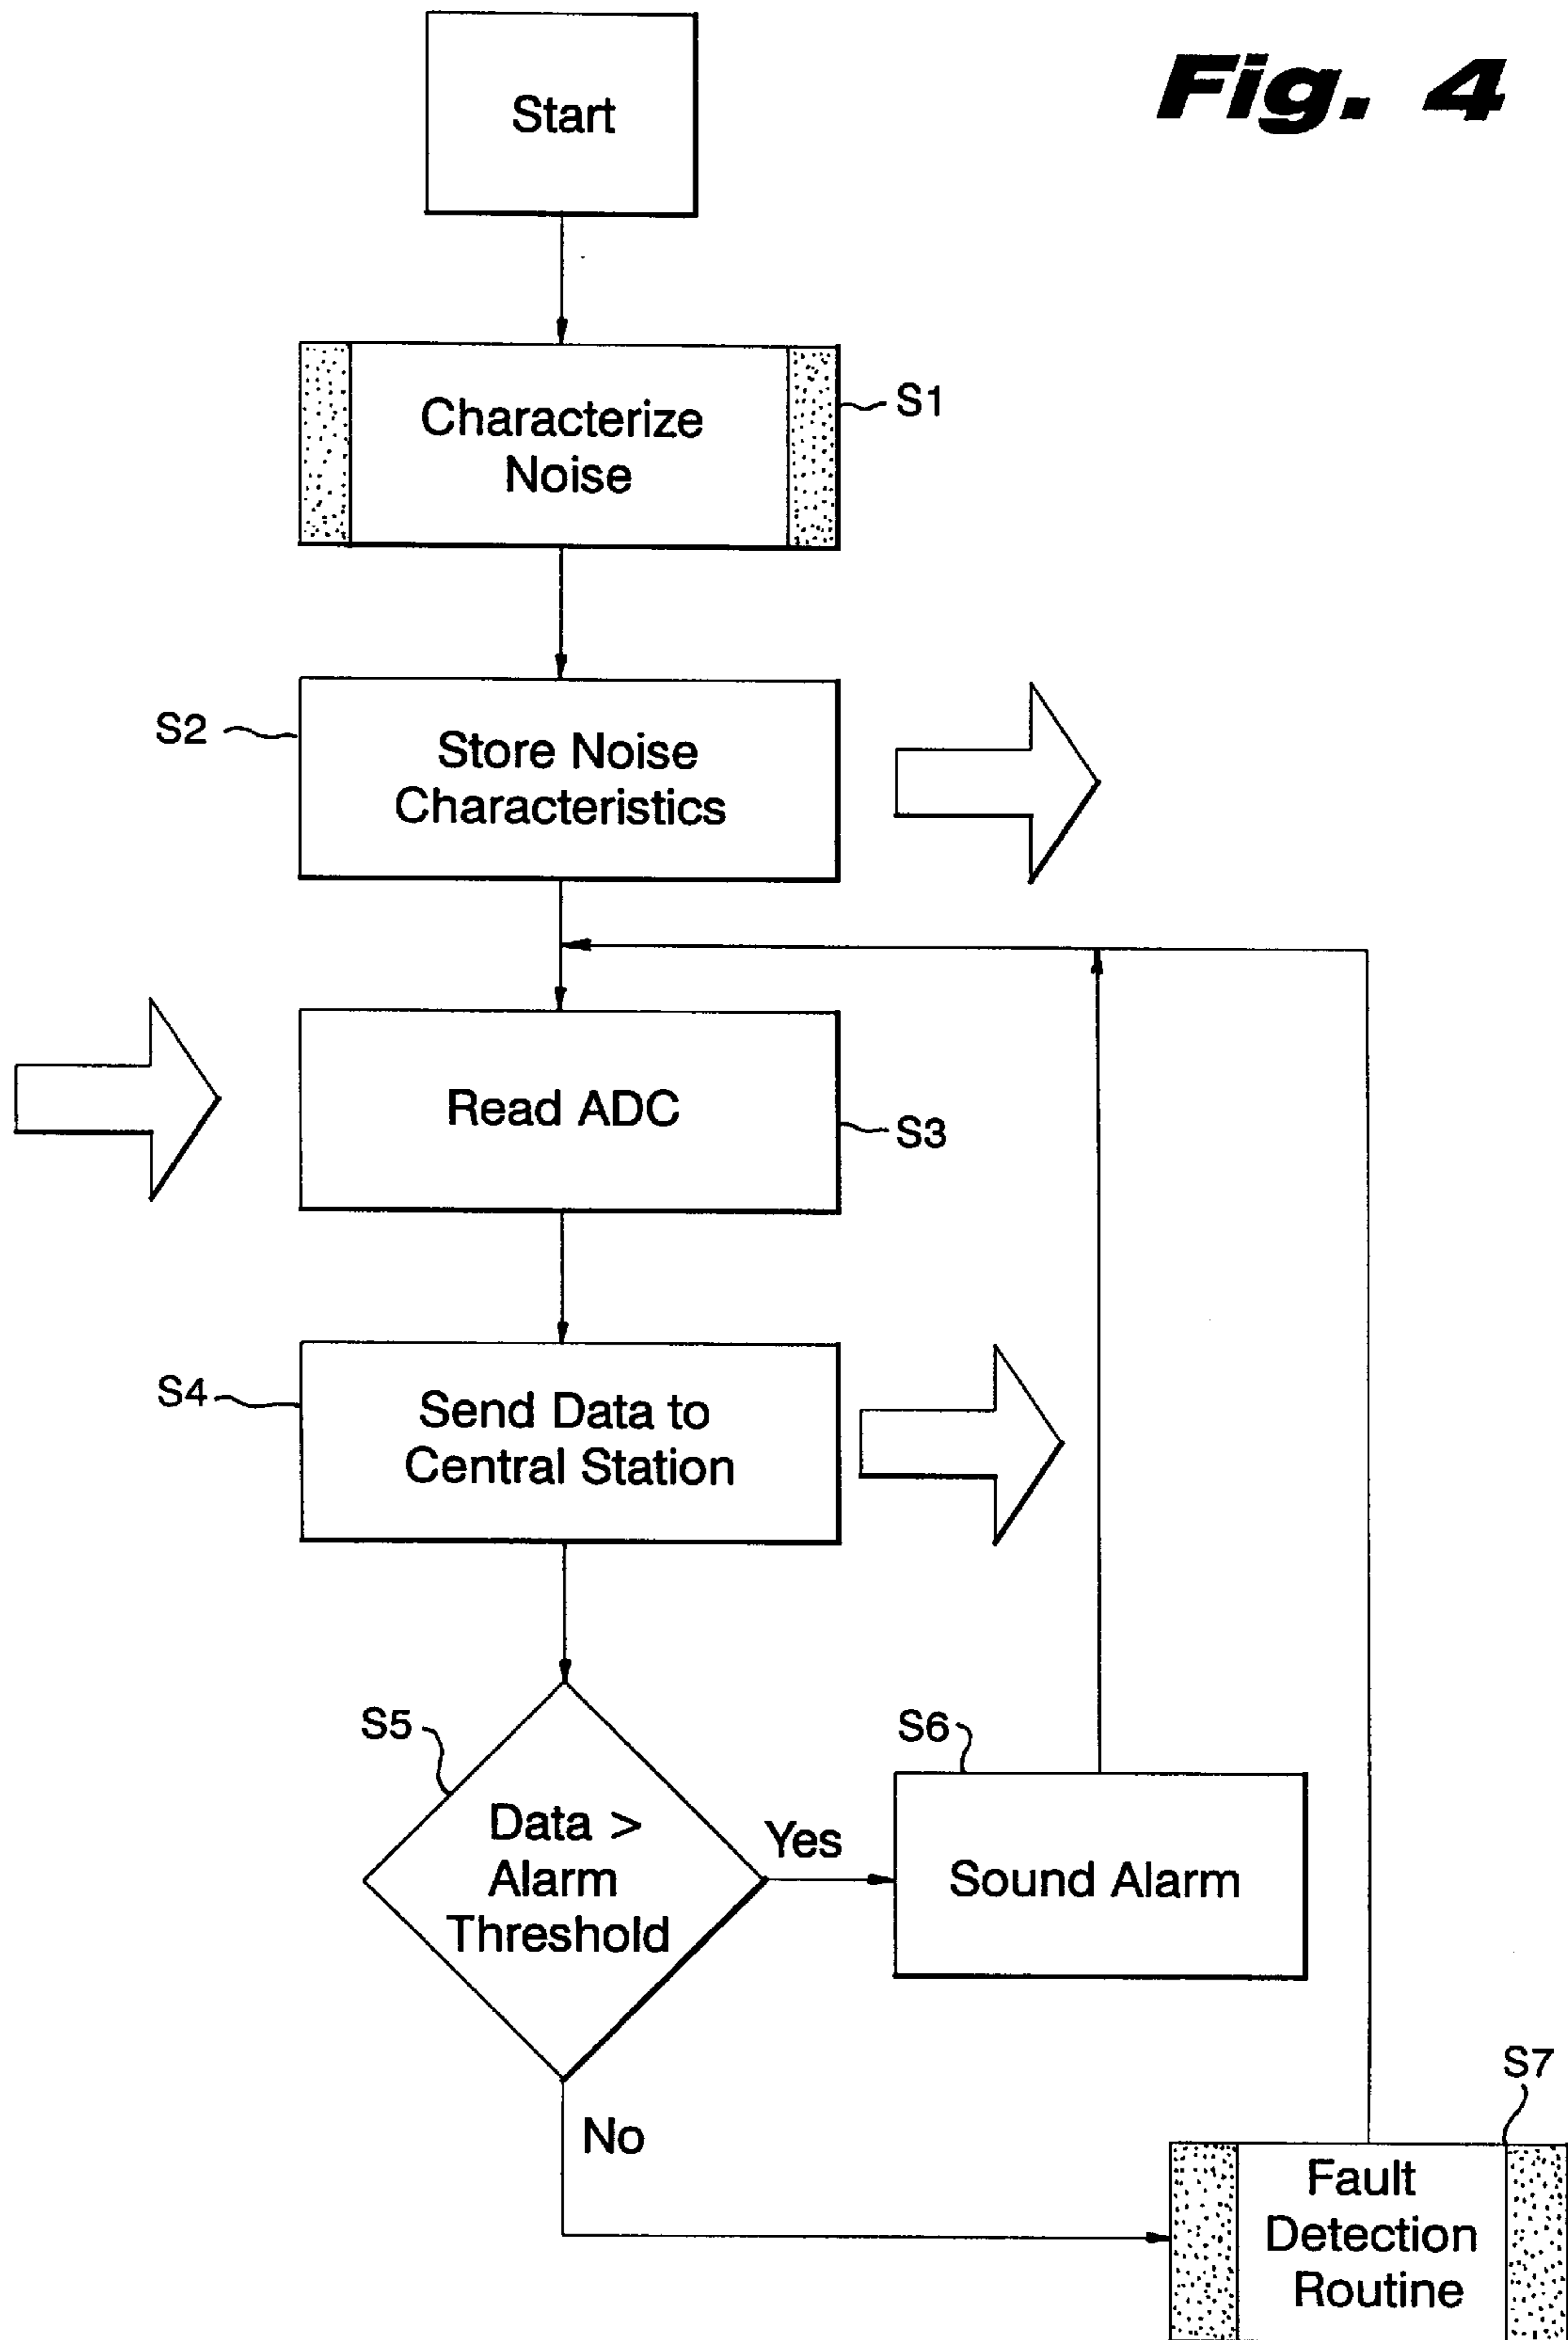 Fig. 4
Start
Characterize
Noise
S1
S2
Store Noise
Characteristics
Read ADC
S3
S4
Send Data to
Central Station
S5
Data >
Alarm
Threshold
Yes
S6
Sound Alarm
No
S7
Fault
Detection
Routine